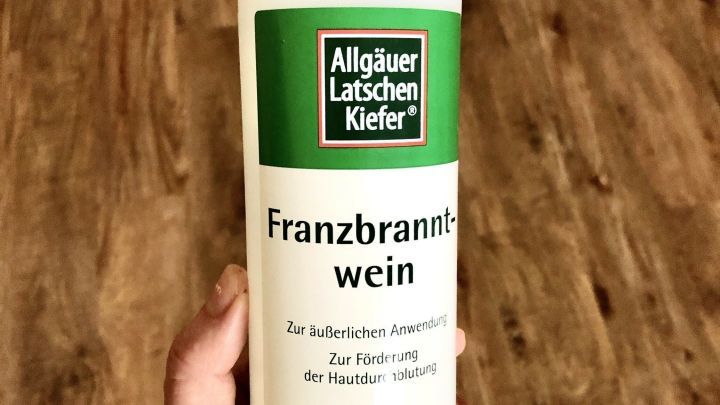 Allgäuer
Latschen
Kiefer®
Franzbrannt-
wein
Zur äußerlichen Anwendung
Zur Förderung
der Hautdurchblutung